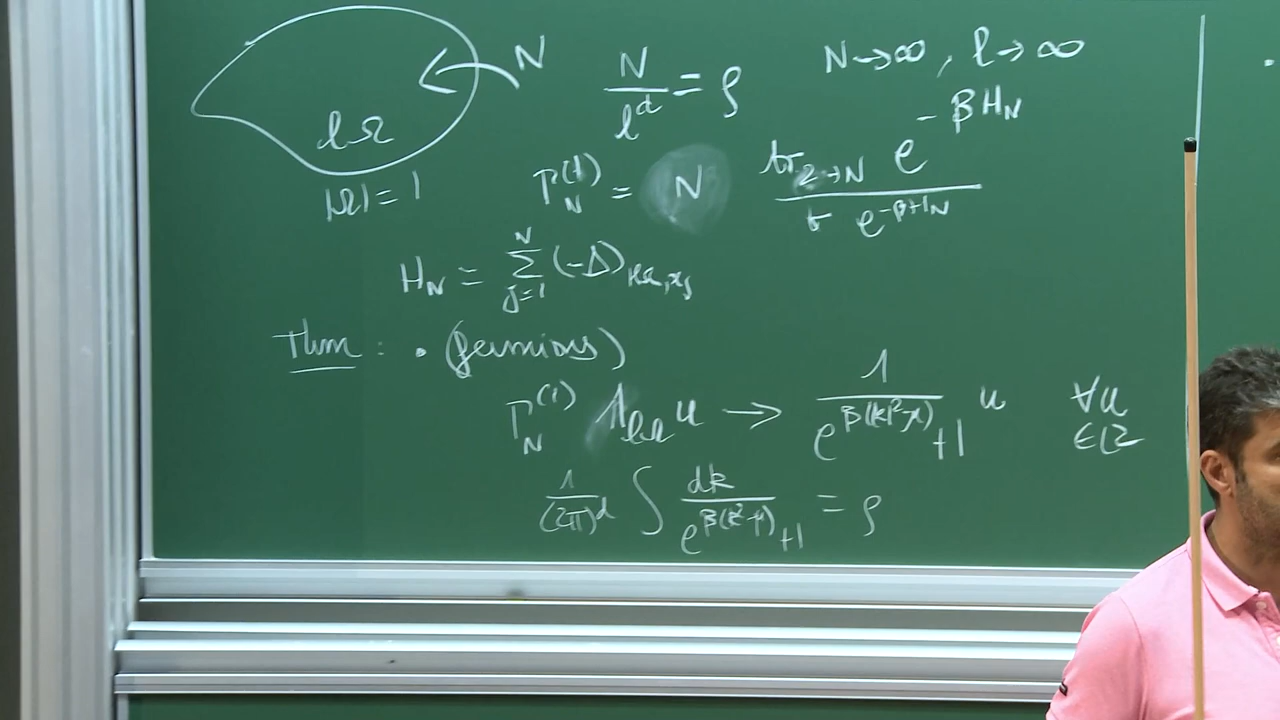 N
ℓΩ
|Ω| = 1
N/ℓ^d = ρ
N→∞, ℓ→∞
Γ_N^(1) = N tr_{2→N} e^{-βH_N} / tr e^{-βH_N}
H_N = Σ_{j=1}^N (-Δ)_{|ℓΩ, x_j}
Thm : • (fermions)
Γ_N^(1) 𝟙_{ℓΩ} u → 1/(e^{β(|k|²-μ)}+1) u ∀u ∈ L²
1/(2π)^d ∫ dk/(e^{β(k²-μ)}+1) = ρ